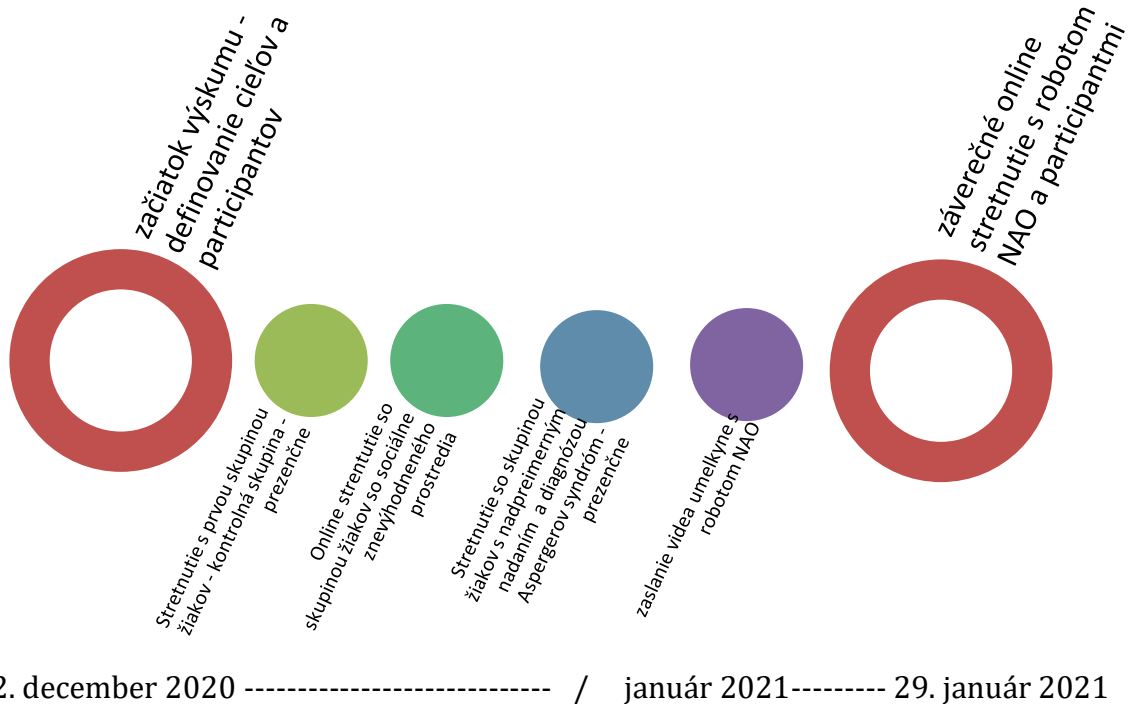 začiatok výskumu -
definovanie cieľov a
participantov
Stretnutie s prvou skupinou
žiakov - kontrolná skupina -
prezenčne
Online strentutie so
skupinou žiakov so sociálne
znevýhodneného
prostredia
Stretnutie so skupinou
žiakov s nadpreimerným
nadaním a diagnózou
Aspergerov syndróm -
prezenčne
zaslanie videa umelkyne s
robotom NAO
záverečné online
stretnutie s robotom
NAO a participantmi
2. december 2020 ----------------------------- / január 2021--------- 29. január 2021